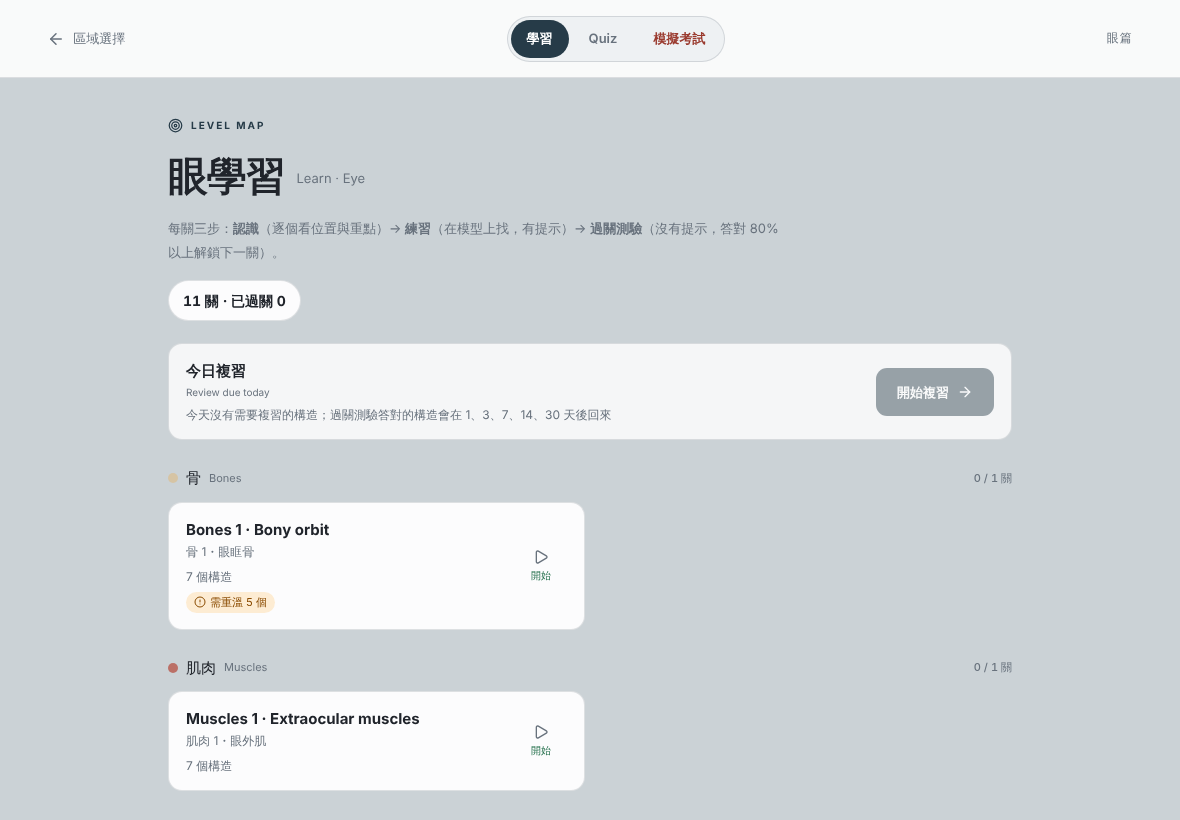 區域選擇
學習
Quiz
模擬考試
眼篇
LEVEL MAP
眼學習 Learn · Eye
每關三步：認識（逐個看位置與重點）→ 練習（在模型上找，有提示）→ 過關測驗（沒有提示，答對 80%
以上解鎖下一關）。
11 關 · 已過關 0
今日複習
Review due today
今天沒有需要複習的構造；過關測驗答對的構造會在 1、3、7、14、30 天後回來
開始複習 →
骨 Bones
0 / 1 關
Bones 1 · Bony orbit
骨 1・眼眶骨
7 個構造
需重溫 5 個
開始
肌肉 Muscles
0 / 1 關
Muscles 1 · Extraocular muscles
肌肉 1・眼外肌
7 個構造
開始